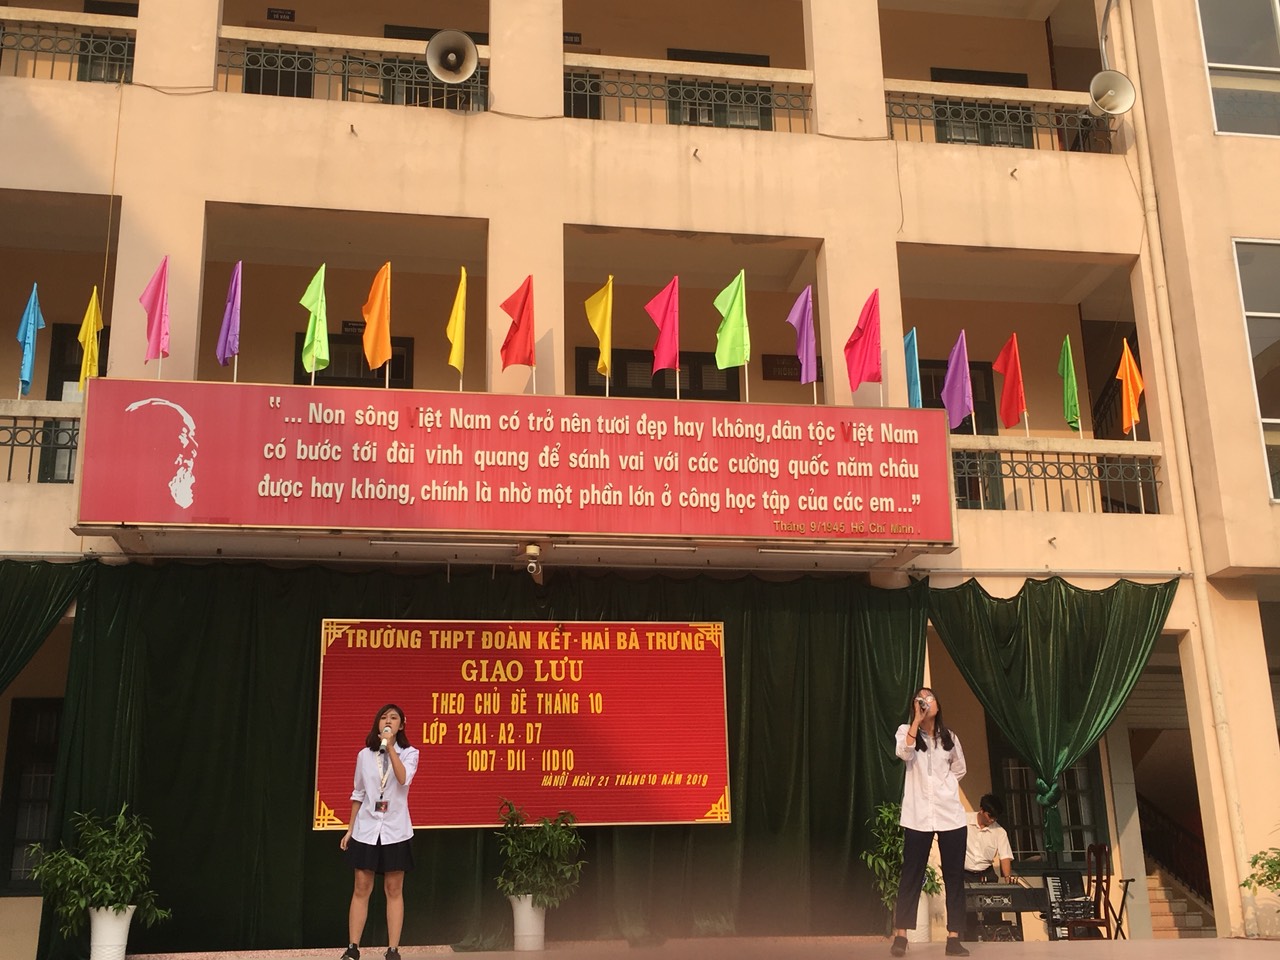 “... Non sông Việt Nam có trở nên tươi đẹp hay không,dân tộc Việt Nam
có bước tới đài vinh quang để sánh vai với các cường quốc năm châu
được hay không, chính là nhờ một phần lớn ở công học tập của các em ...”
Tháng 9/1945 Hồ Chí Minh .
TRƯỜNG THPT ĐOÀN KẾT - HAI BÀ TRƯNG
GIAO LƯU
THEO CHỦ ĐỀ THÁNG 10
LỚP 12A1 - A2 - D7
10D7 - D11 - 11D10
HÀNỘI NGÀY 21 THÁNG 10 NĂM 2019